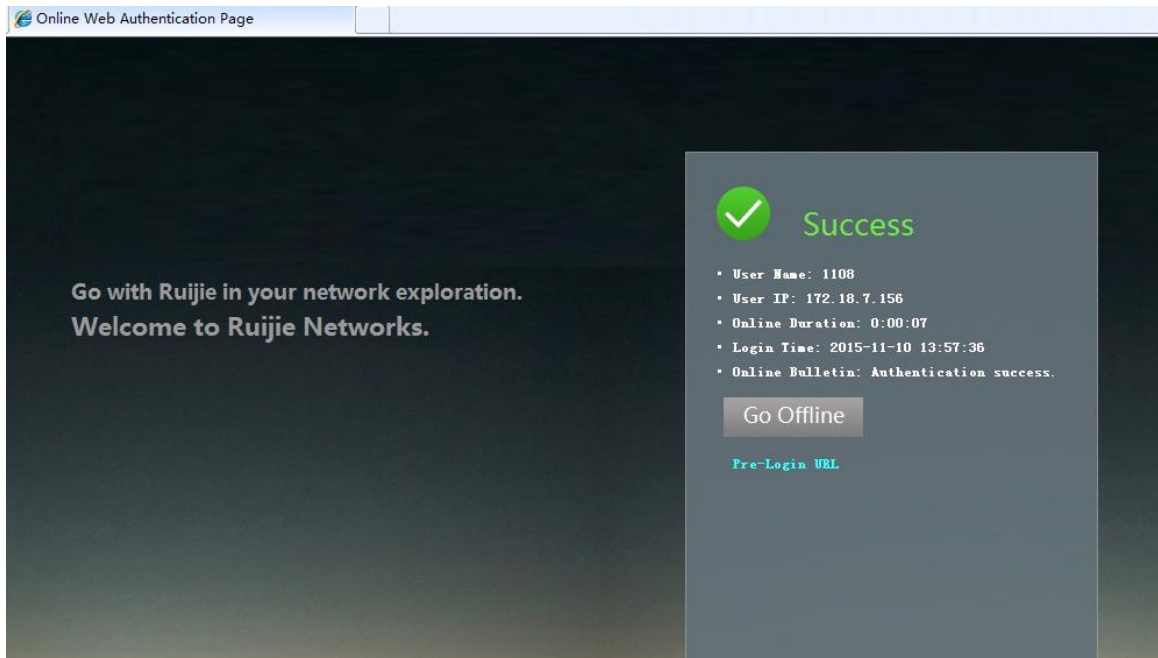 Online Web Authentication Page
Go with Ruijie in your network exploration.
Welcome to Ruijie Networks.
Success
• User Name: 1108
• User IP: 172.18.7.156
• Online Duration: 0:00:07
• Login Time: 2015-11-10 13:57:36
• Online Bulletin: Authentication success.
Go Offline
Pre-Login URL